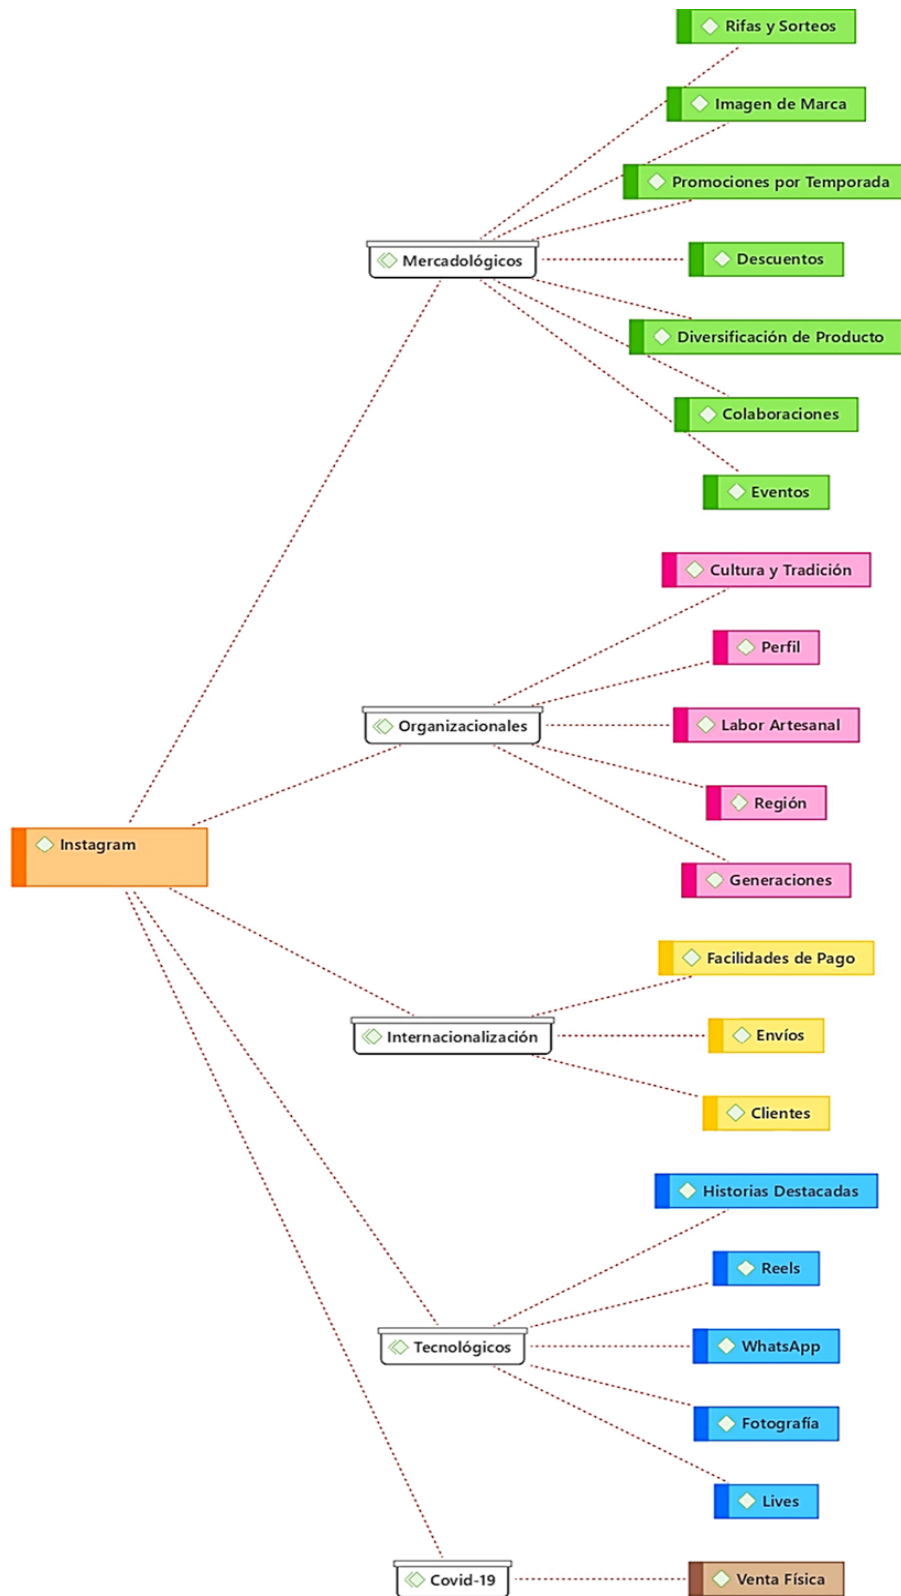 Rifas y Sorteos
Imagen de Marca
Promociones por Temporada
Mercadológicos
Descuentos
Diversificación de Producto
Colaboraciones
Eventos
Cultura y Tradición
Perfil
Organizacionales
Labor Artesanal
Región
Instagram
Generaciones
Facilidades de Pago
Internacionalización
Envíos
Clientes
Historias Destacadas
Reels
Tecnológicos
WhatsApp
Fotografía
Lives
Covid-19
Venta Física